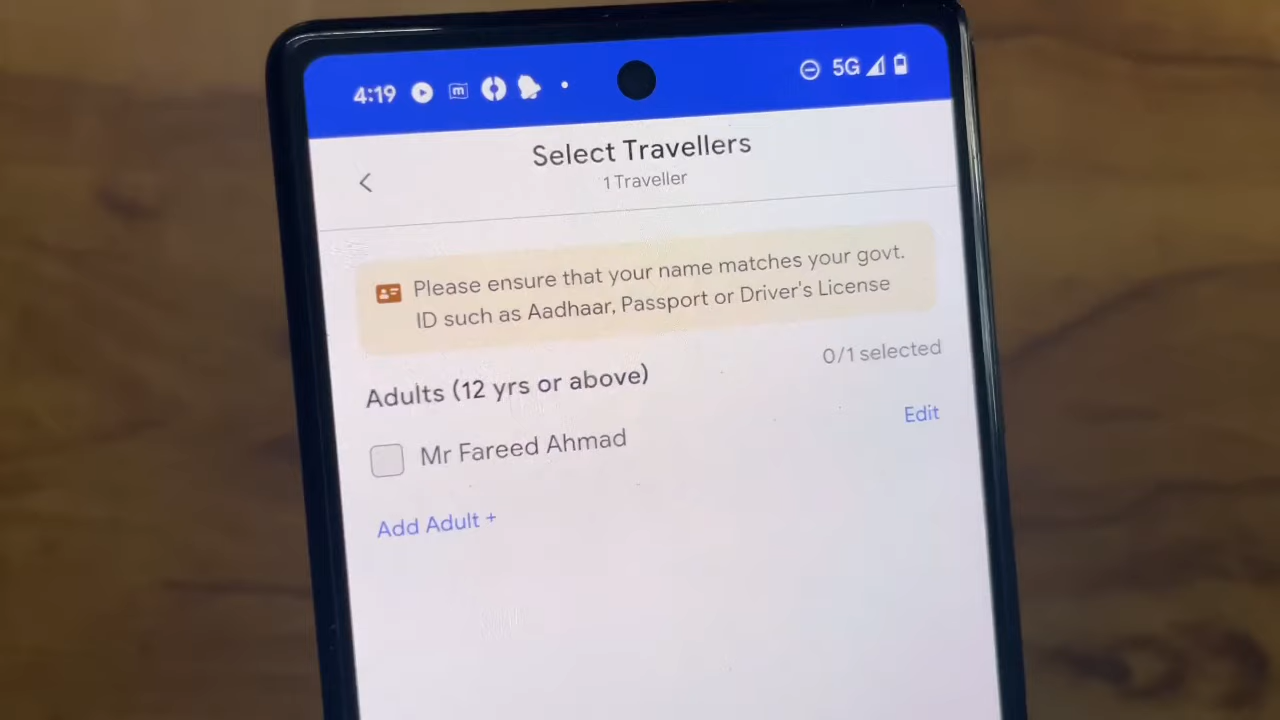 4:19 m 5G
Select Travellers
1 Traveller
Please ensure that your name matches your govt.
ID such as Aadhaar, Passport or Driver's License
Adults (12 yrs or above) 0/1 selected
Mr Fareed Ahmad Edit
Add Adult +